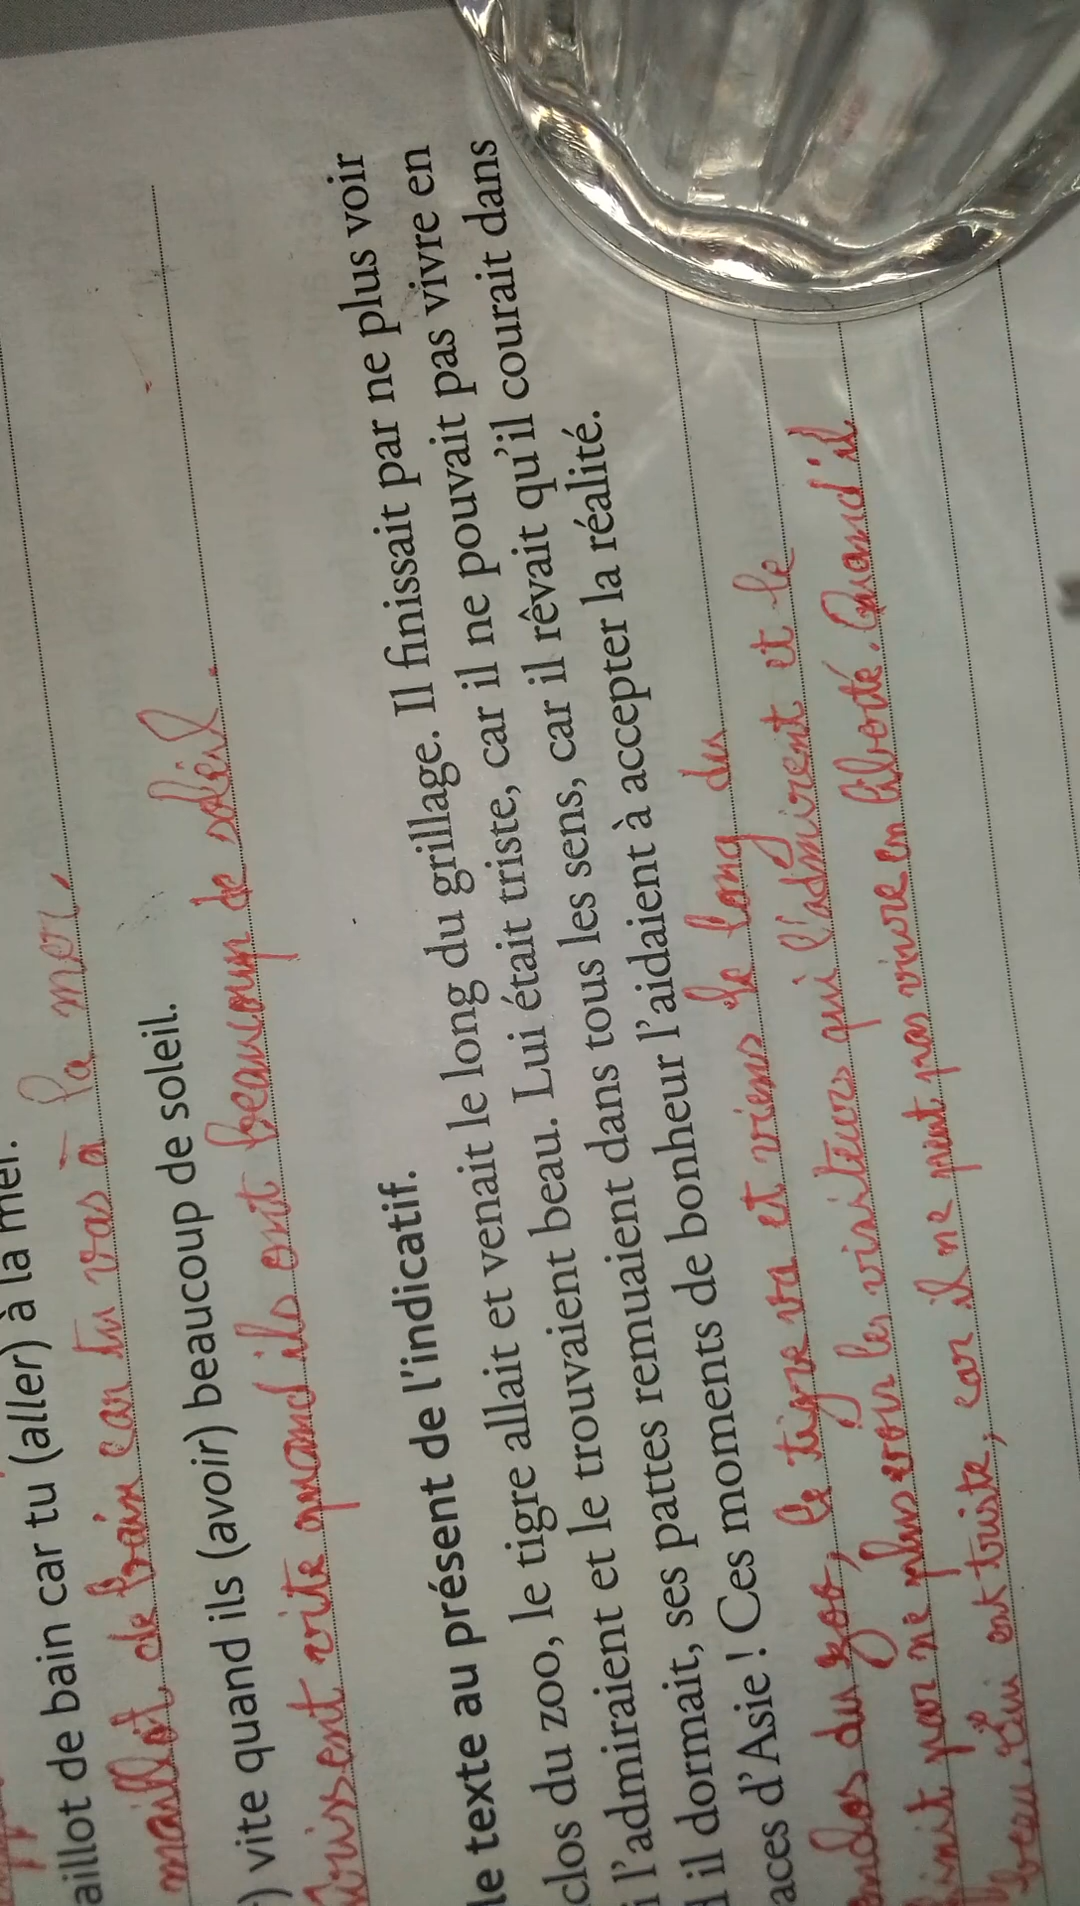 aillot de bain car tu (aller) à la mer.
maillot de bain car tu vas à la mer.
) vite quand ils (avoir) beaucoup de soleil.
vite quand ils ont beaucoup de soleil.
le texte au présent de l'indicatif.
clos du zoo, le tigre allait et venait le long du grillage. Il finissait par ne plus voir
i l'admiraient et le trouvaient beau. Lui était triste, car il ne pouvait pas vivre en
l il dormait, ses pattes remuaient dans tous les sens, car il rêvait qu'il courait dans
aces d'Asie ! Ces moments de bonheur l'aidaient à accepter la réalité.
du zoo, le tigre va et viens le long du
finit par ne plus voir les visiteurs qui l'admirent et le
Lui est triste, car il ne peut pas vivre en liberté. Quand il